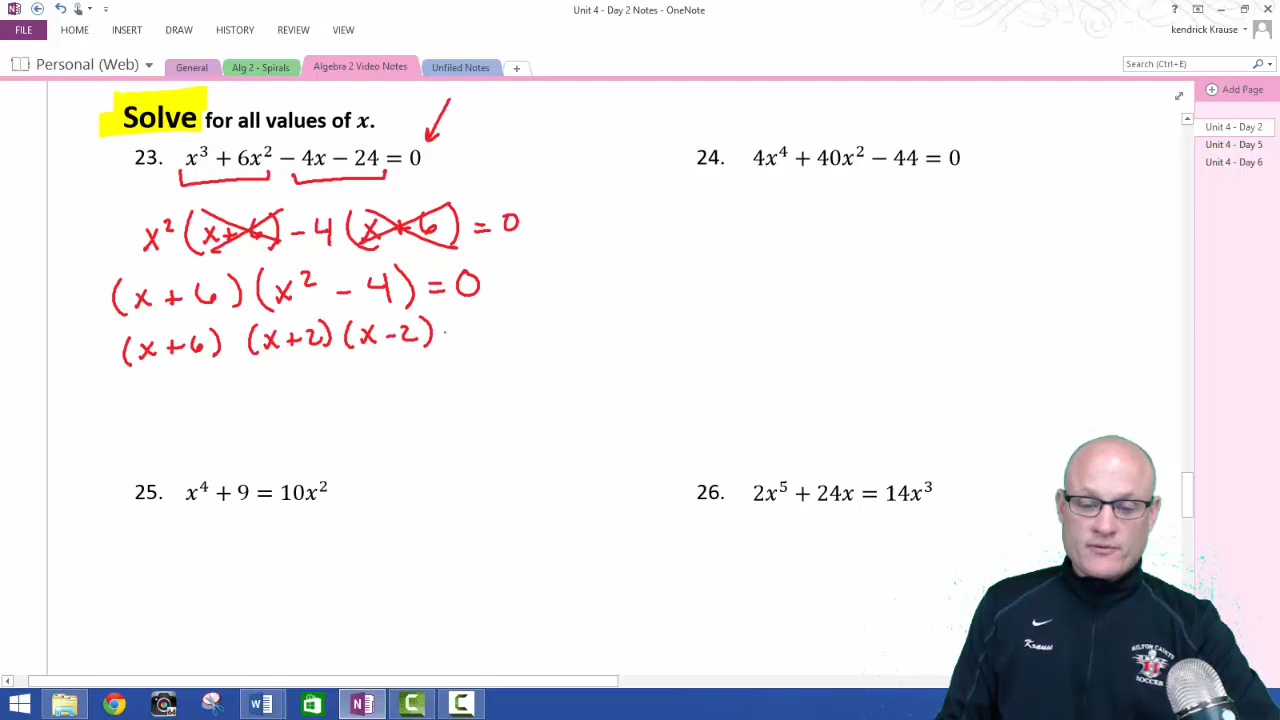 Unit 4 - Day 2 Notes - OneNote
FILE HOME INSERT DRAW HISTORY REVIEW VIEW
kendrick Krause
Personal (Web) General Alg 2 - Spirals Algebra 2 Video Notes Unfiled Notes +
Search (Ctrl+E)
Add Page
Unit 4 - Day 2
Unit 4 - Day 5
Unit 4 - Day 6
Solve for all values of x.
23. x³ + 6x² − 4x − 24 = 0
24. 4x⁴ + 40x² − 44 = 0
x² (x+6) − 4 (x+6) = 0
(x + 6) (x² − 4) = 0
(x + 6) (x+2) (x−2)
25. x⁴ + 9 = 10x²
26. 2x⁵ + 24x = 14x³
Krause
HILTON CADETS
H
SOCCER